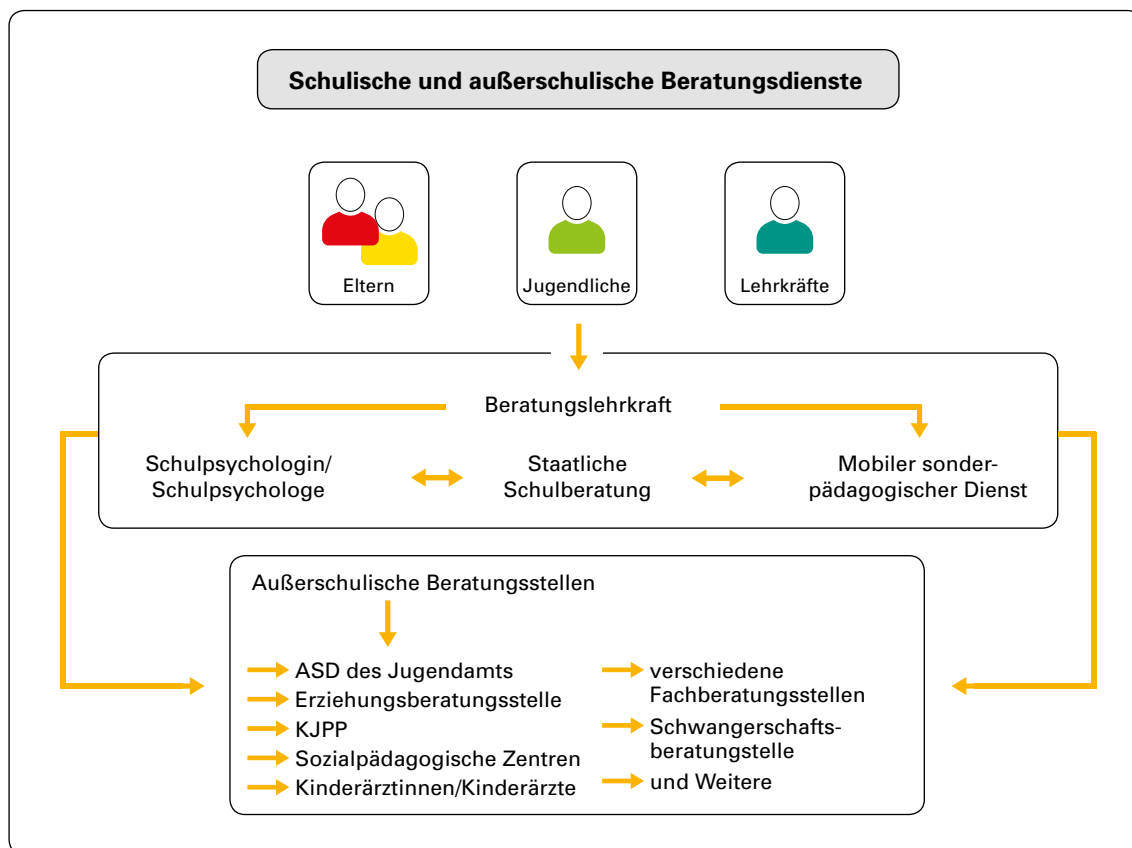 Schulische und außerschulische Beratungsdienste
Eltern
Jugendliche
Lehrkräfte
Beratungslehrkraft
Schulpsychologin/
Schulpsychologe
Staatliche
Schulberatung
Mobiler sonder-
pädagogischer Dienst
Außerschulische Beratungsstellen
ASD des Jugendamts
Erziehungsberatungsstelle
KJPP
Sozialpädagogische Zentren
Kinderärztinnen/Kinderärzte
verschiedene
Fachberatungsstellen
Schwangerschafts-
beratungstelle
und Weitere